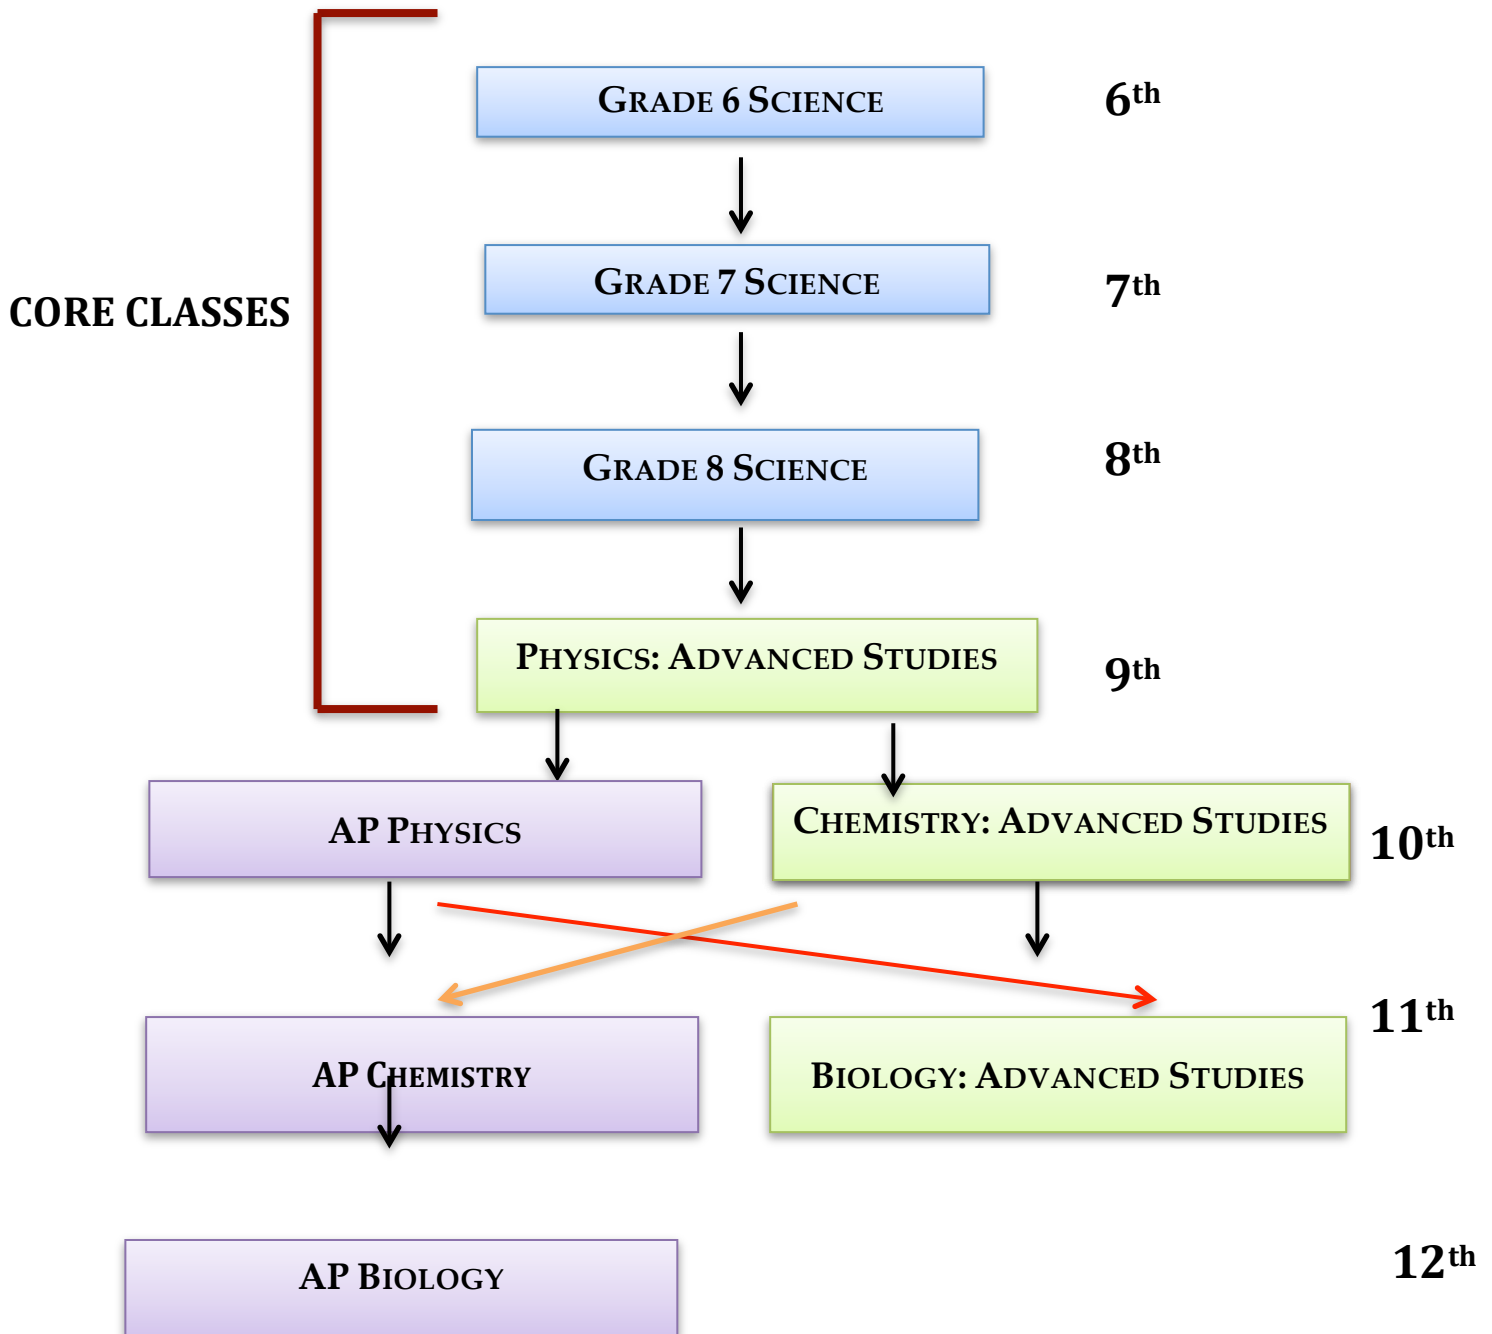 GRADE 6 SCIENCE
6th
GRADE 7 SCIENCE
7th
CORE CLASSES
GRADE 8 SCIENCE
8th
PHYSICS: ADVANCED STUDIES
9th
AP PHYSICS
CHEMISTRY: ADVANCED STUDIES
10th
11th
AP CHEMISTRY
BIOLOGY: ADVANCED STUDIES
AP BIOLOGY
12th